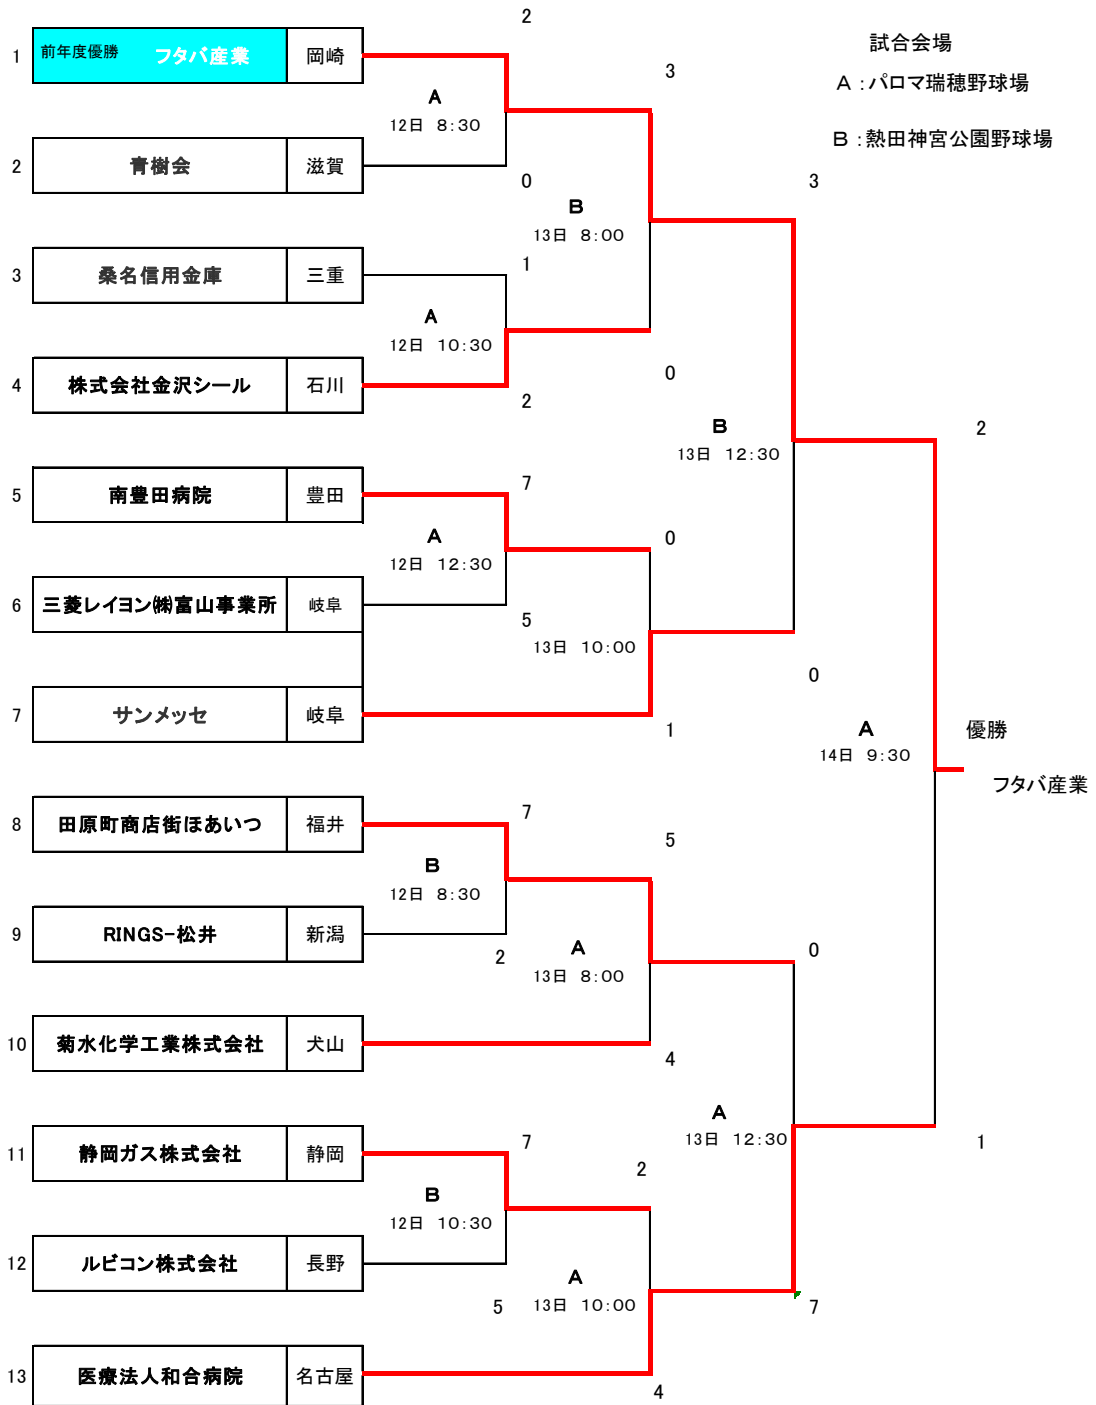 試合会場
A :パロマ瑞穂野球場
B :熱田神宮公園野球場
1 前年度優勝 フタバ産業 岡崎
2
A
12日 8:30
3
2 青樹会 滋賀
0
3
B
13日 8:00
3 桑名信用金庫 三重
1
A
12日 10:30
0
4 株式会社金沢シール 石川
2
B
13日 12:30
2
5 南豊田病院 豊田
7
A
12日 12:30
0
6 三菱レイヨン㈱富山事業所 岐阜
5
13日 10:00
0
7 サンメッセ 岐阜
1
A
14日 9:30
優勝
フタバ産業
8 田原町商店街ほあいつ 福井
7
5
B
12日 8:30
9 RINGS-松井 新潟
2
A
13日 8:00
0
10 菊水化学工業株式会社 犬山
4
A
13日 12:30
11 静岡ガス株式会社 静岡
7
2
1
B
12日 10:30
12 ルビコン株式会社 長野
5
A
13日 10:00
7
13 医療法人和合病院 名古屋
4